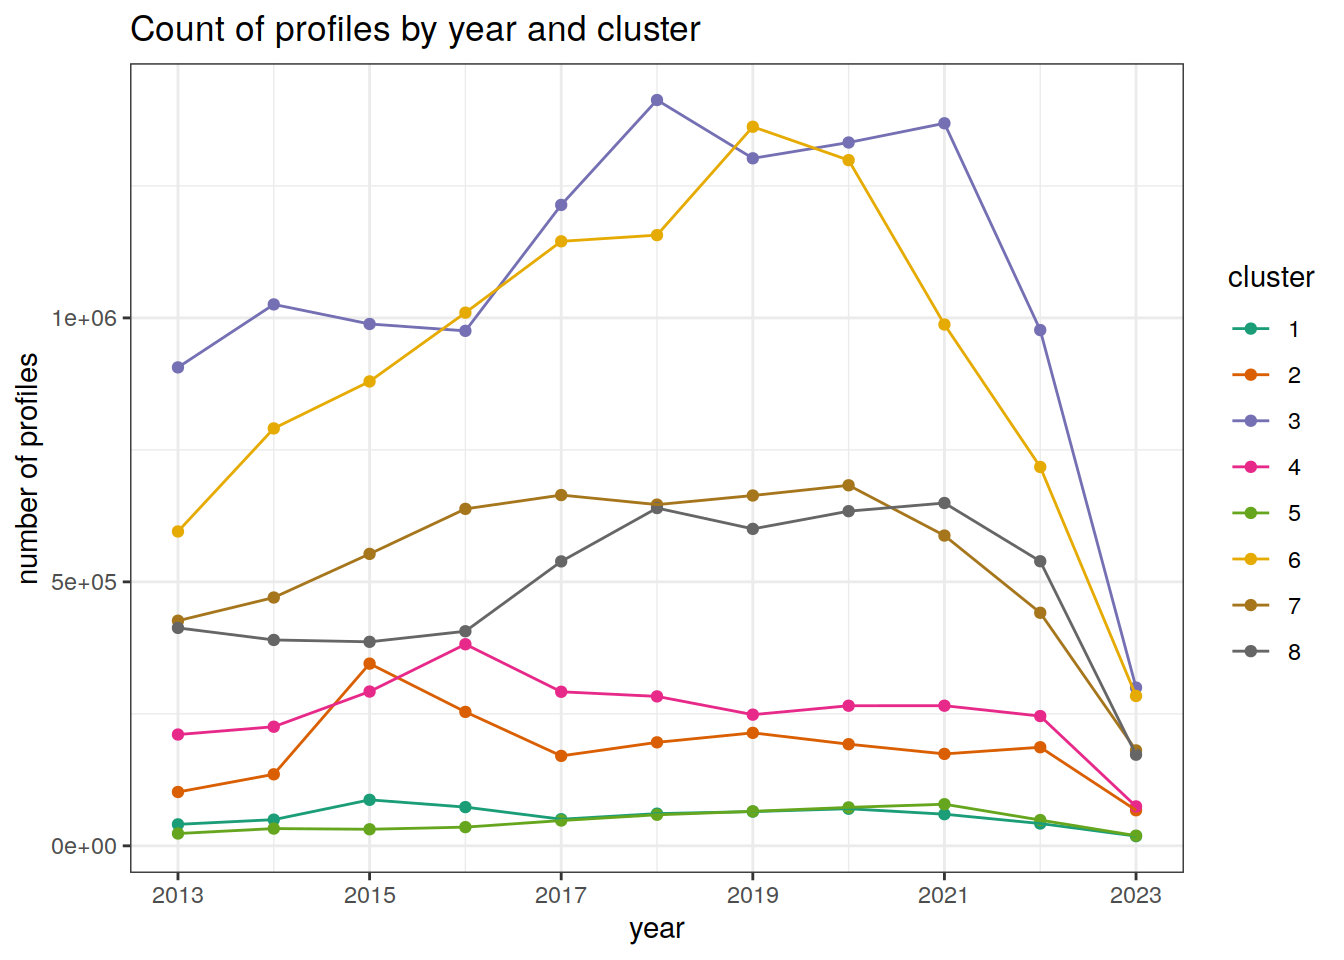 Count of profiles by year and cluster
number of profiles
1e+06
5e+05
0e+00
2013 2015 2017 2019 2021 2023
year
cluster
1
2
3
4
5
6
7
8